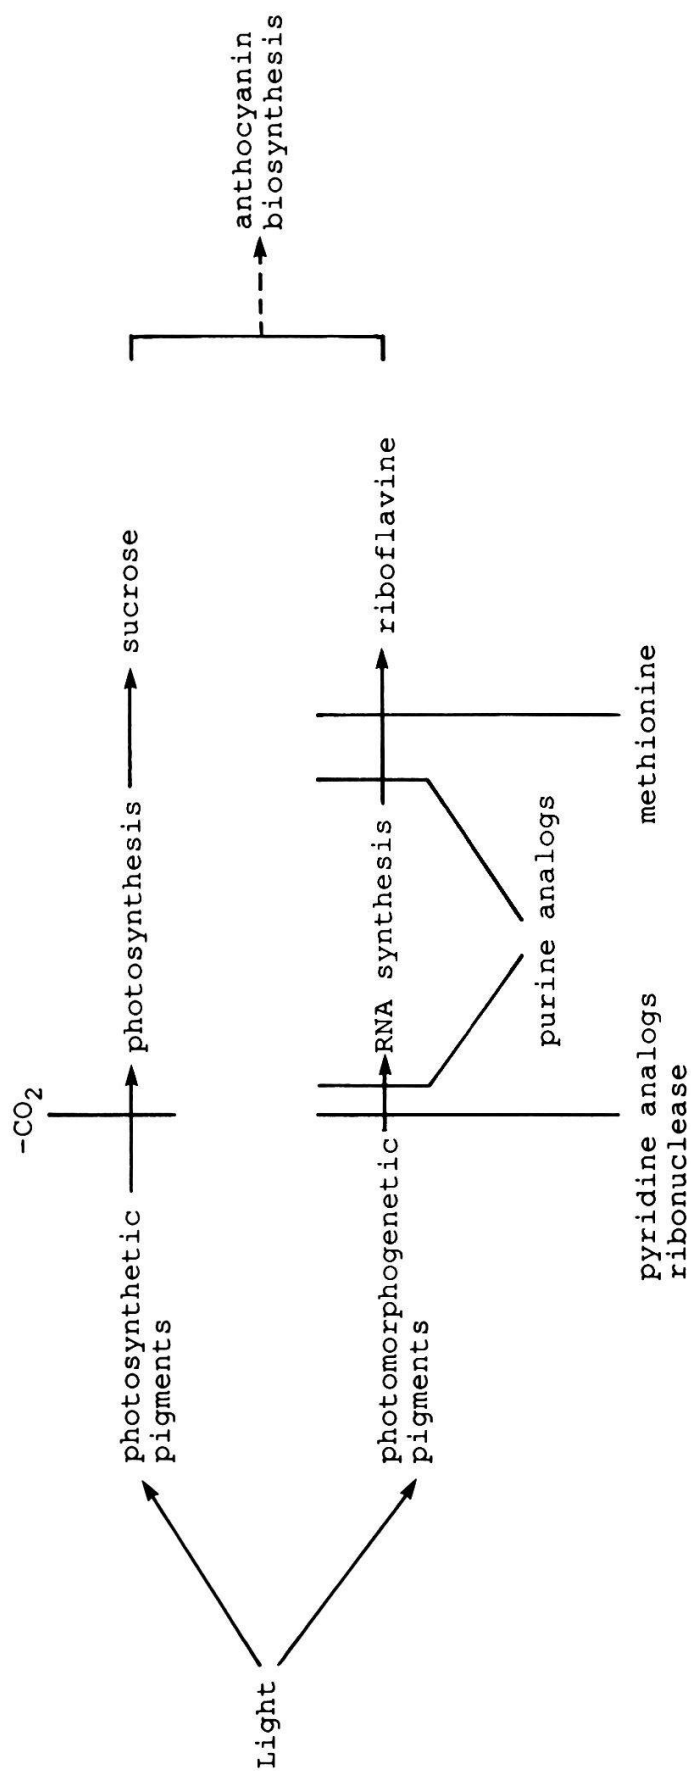 Light
photosynthetic
pigments
-CO₂
photosynthesis
sucrose
photomorphogenetic
pigments
RNA synthesis
riboflavine
pyridine analogs
ribonuclease
purine analogs
methionine
anthocyanin
biosynthesis